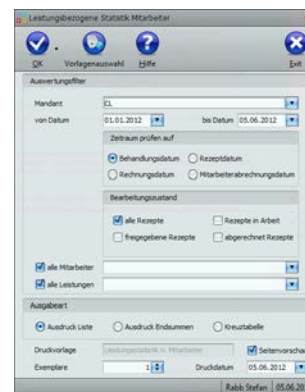 Leistungsbezogene Statistik Mitarbeiter
OK Vorlagenauswahl Hilfe Exit
Auswertungsfilter
Mandant CL
von Datum 01.01.2012 bis Datum 05.06.2012
Zeitraum prüfen auf
Behandlungsdatum Rezeptdatum
Rechnungsdatum Mitarbeiterabrechnungsdatum
Bearbeitungszustand
alle Rezepte Rezepte in Arbeit
freigegebene Rezepte abgerechnet Rezepte
alle Mitarbeiter
alle Leistungen
Ausgabeart
Ausdruck Liste Ausdruck Endsummen Kreuztabelle
Druckvorlage Leistungsstatistik n. Mitarbeiter Seitenvorschau
Exemplare 1 Druckdatum 05.06.2012
Rabb Stefan 05.06.20